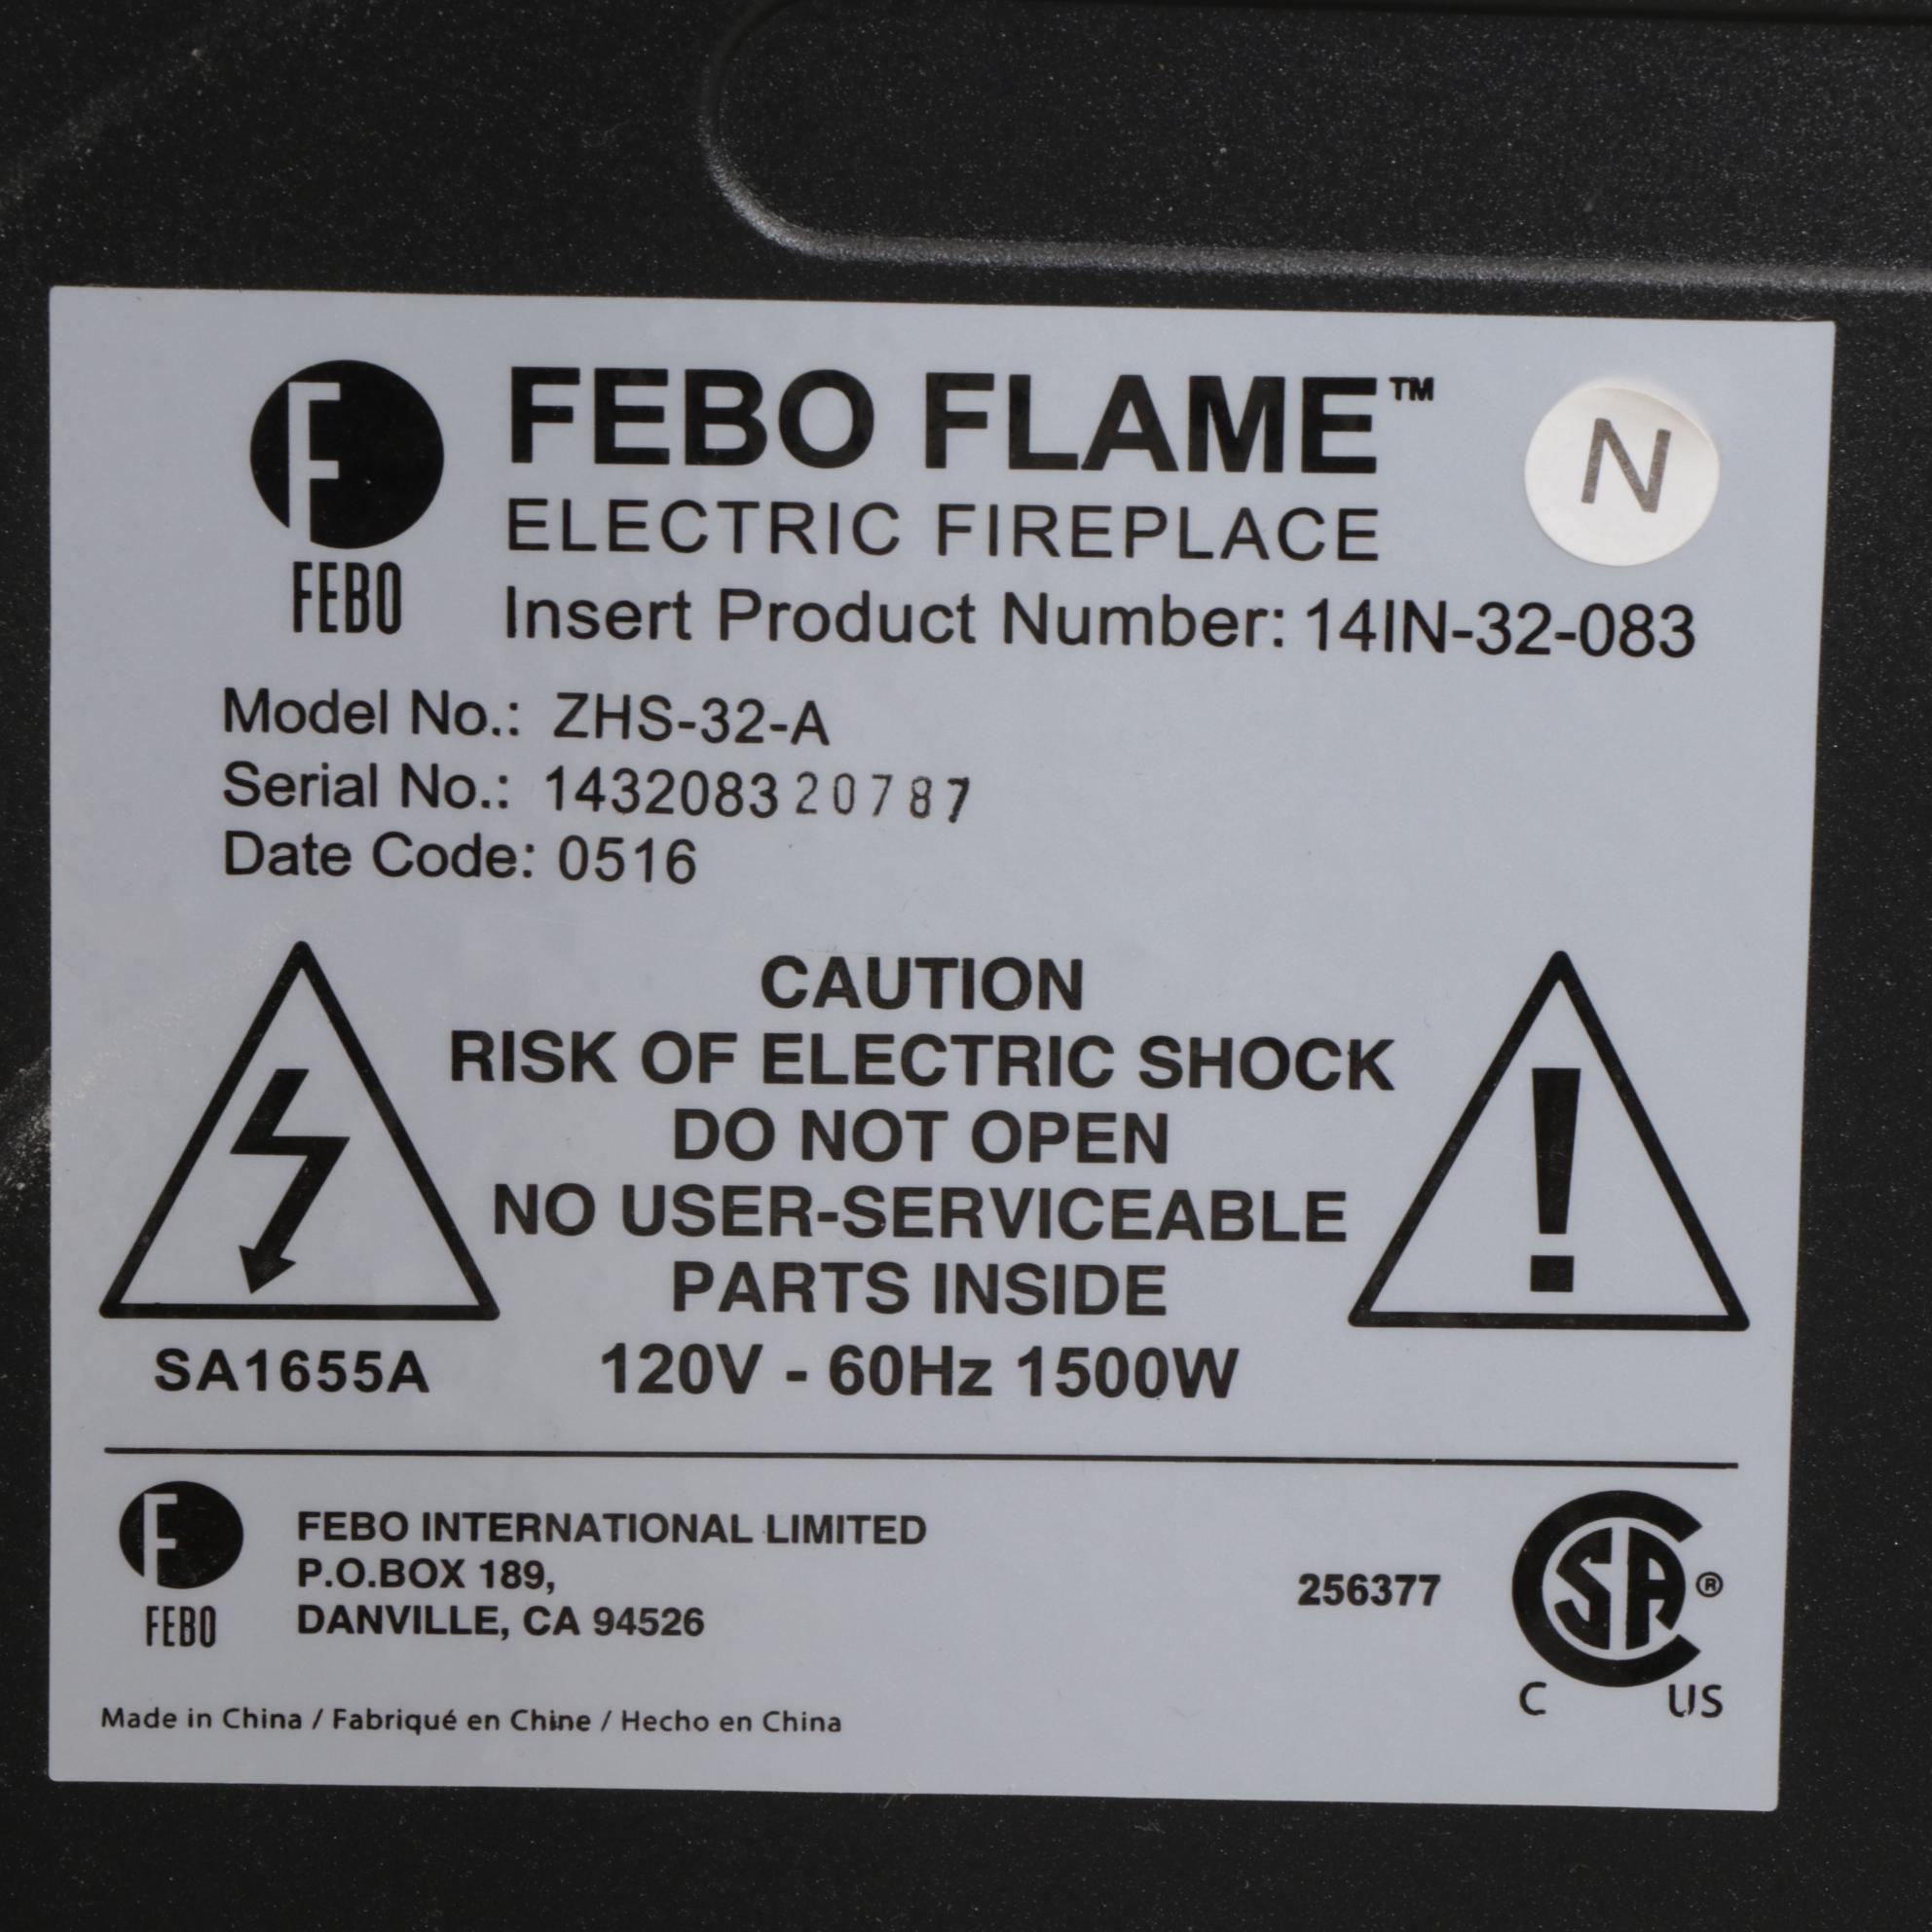 F
FEBO
FEBO FLAME™
ELECTRIC FIREPLACE
Insert Product Number: 14IN-32-083
N
Model No.: ZHS-32-A
Serial No.: 1432083 20787
Date Code: 0516
CAUTION
RISK OF ELECTRIC SHOCK
DO NOT OPEN
NO USER-SERVICEABLE
PARTS INSIDE
!
SA1655A
120V - 60Hz 1500W
F
FEBO
FEBO INTERNATIONAL LIMITED
P.O.BOX 189,
DANVILLE, CA 94526
256377
CSA®
C US
Made in China / Fabriqué en Chine / Hecho en China